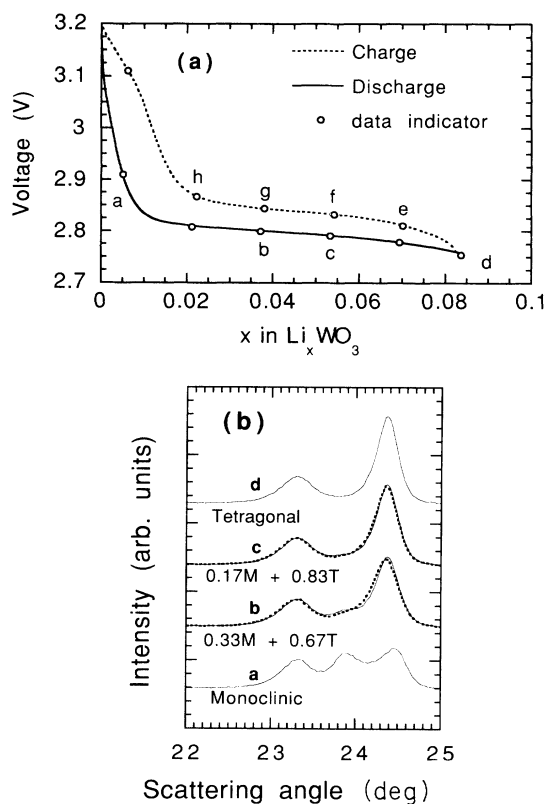 (a)
Charge
Discharge
data indicator
Voltage (V)
3.2
3.1
3
2.9
2.8
2.7
a
h
g
f
e
b
c
d
0
0.02
0.04
0.06
0.08
0.1
x in LiₓWO₃
(b)
Intensity (arb. units)
d
Tetragonal
c
0.17M + 0.83T
b
0.33M + 0.67T
a
Monoclinic
22
23
24
25
Scattering angle (deg)